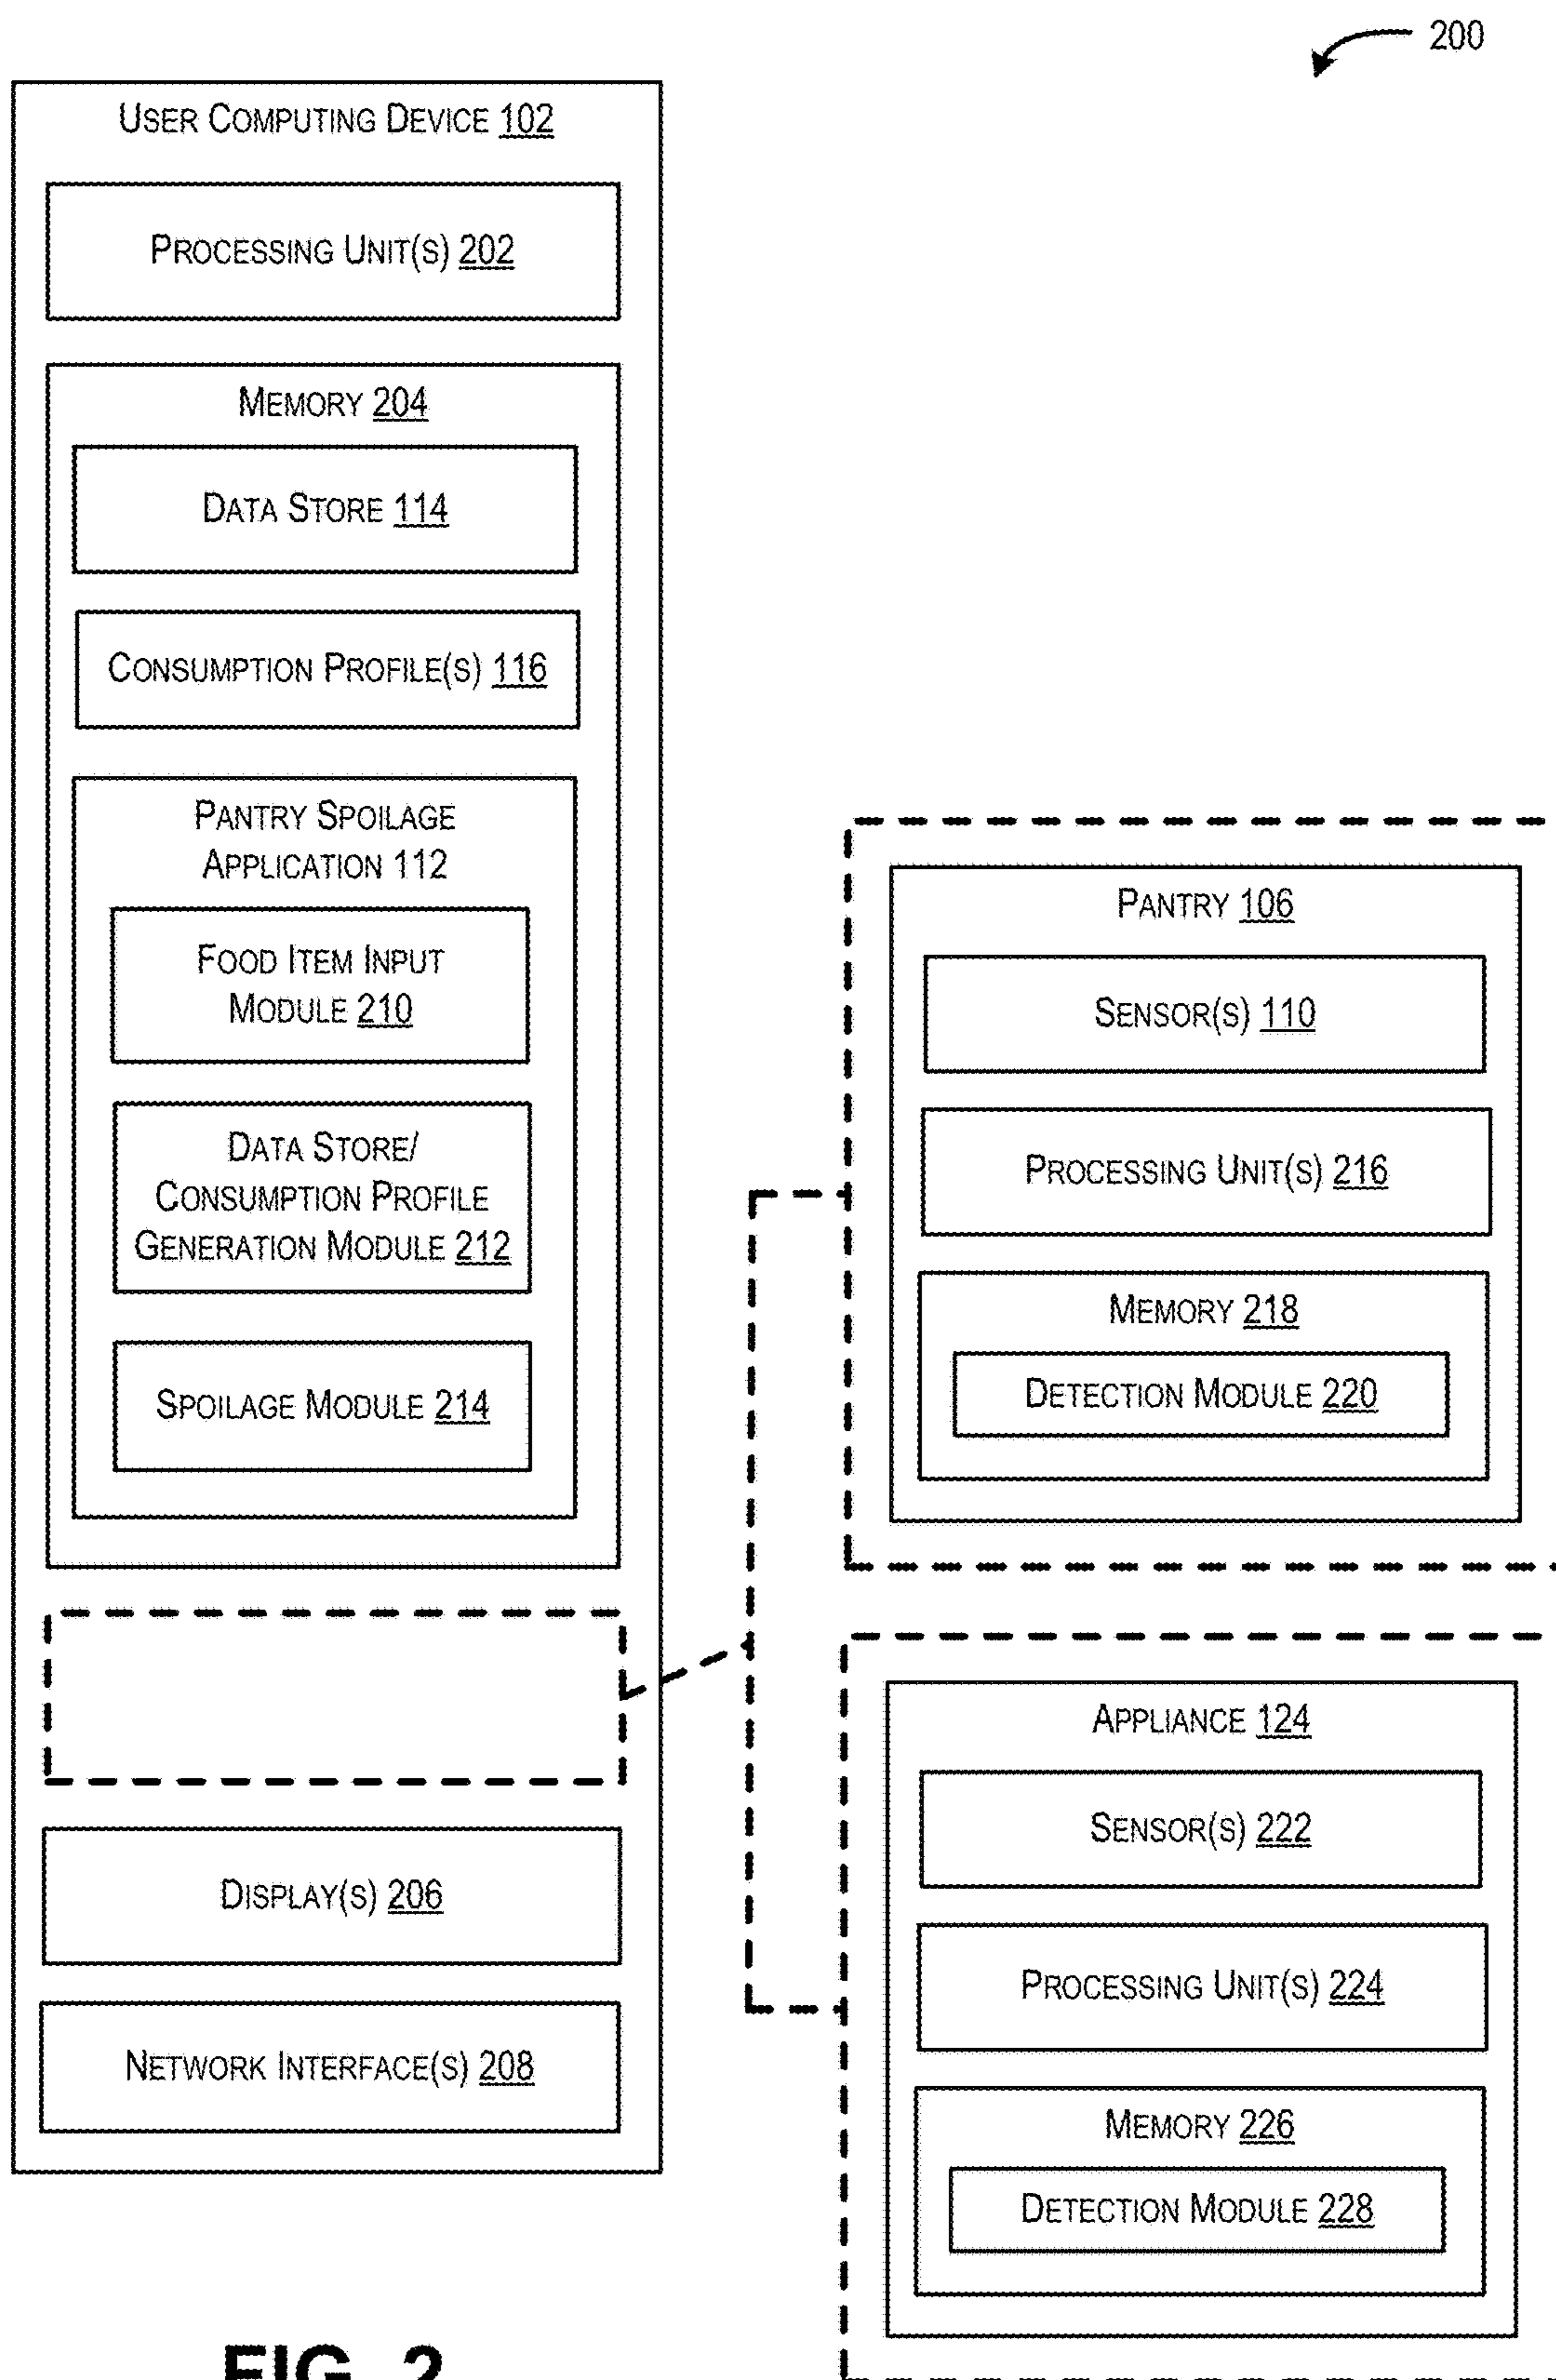 200
USER COMPUTING DEVICE 102
PROCESSING UNIT(S) 202
MEMORY 204
DATA STORE 114
CONSUMPTION PROFILE(S) 116
PANTRY SPOILAGE
APPLICATION 112
FOOD ITEM INPUT
MODULE 210
DATA STORE/
CONSUMPTION PROFILE
GENERATION MODULE 212
SPOILAGE MODULE 214
DISPLAY(S) 206
NETWORK INTERFACE(S) 208
PANTRY 106
SENSOR(S) 110
PROCESSING UNIT(S) 216
MEMORY 218
DETECTION MODULE 220
APPLIANCE 124
SENSOR(S) 222
PROCESSING UNIT(S) 224
MEMORY 226
DETECTION MODULE 228
FIG. 2